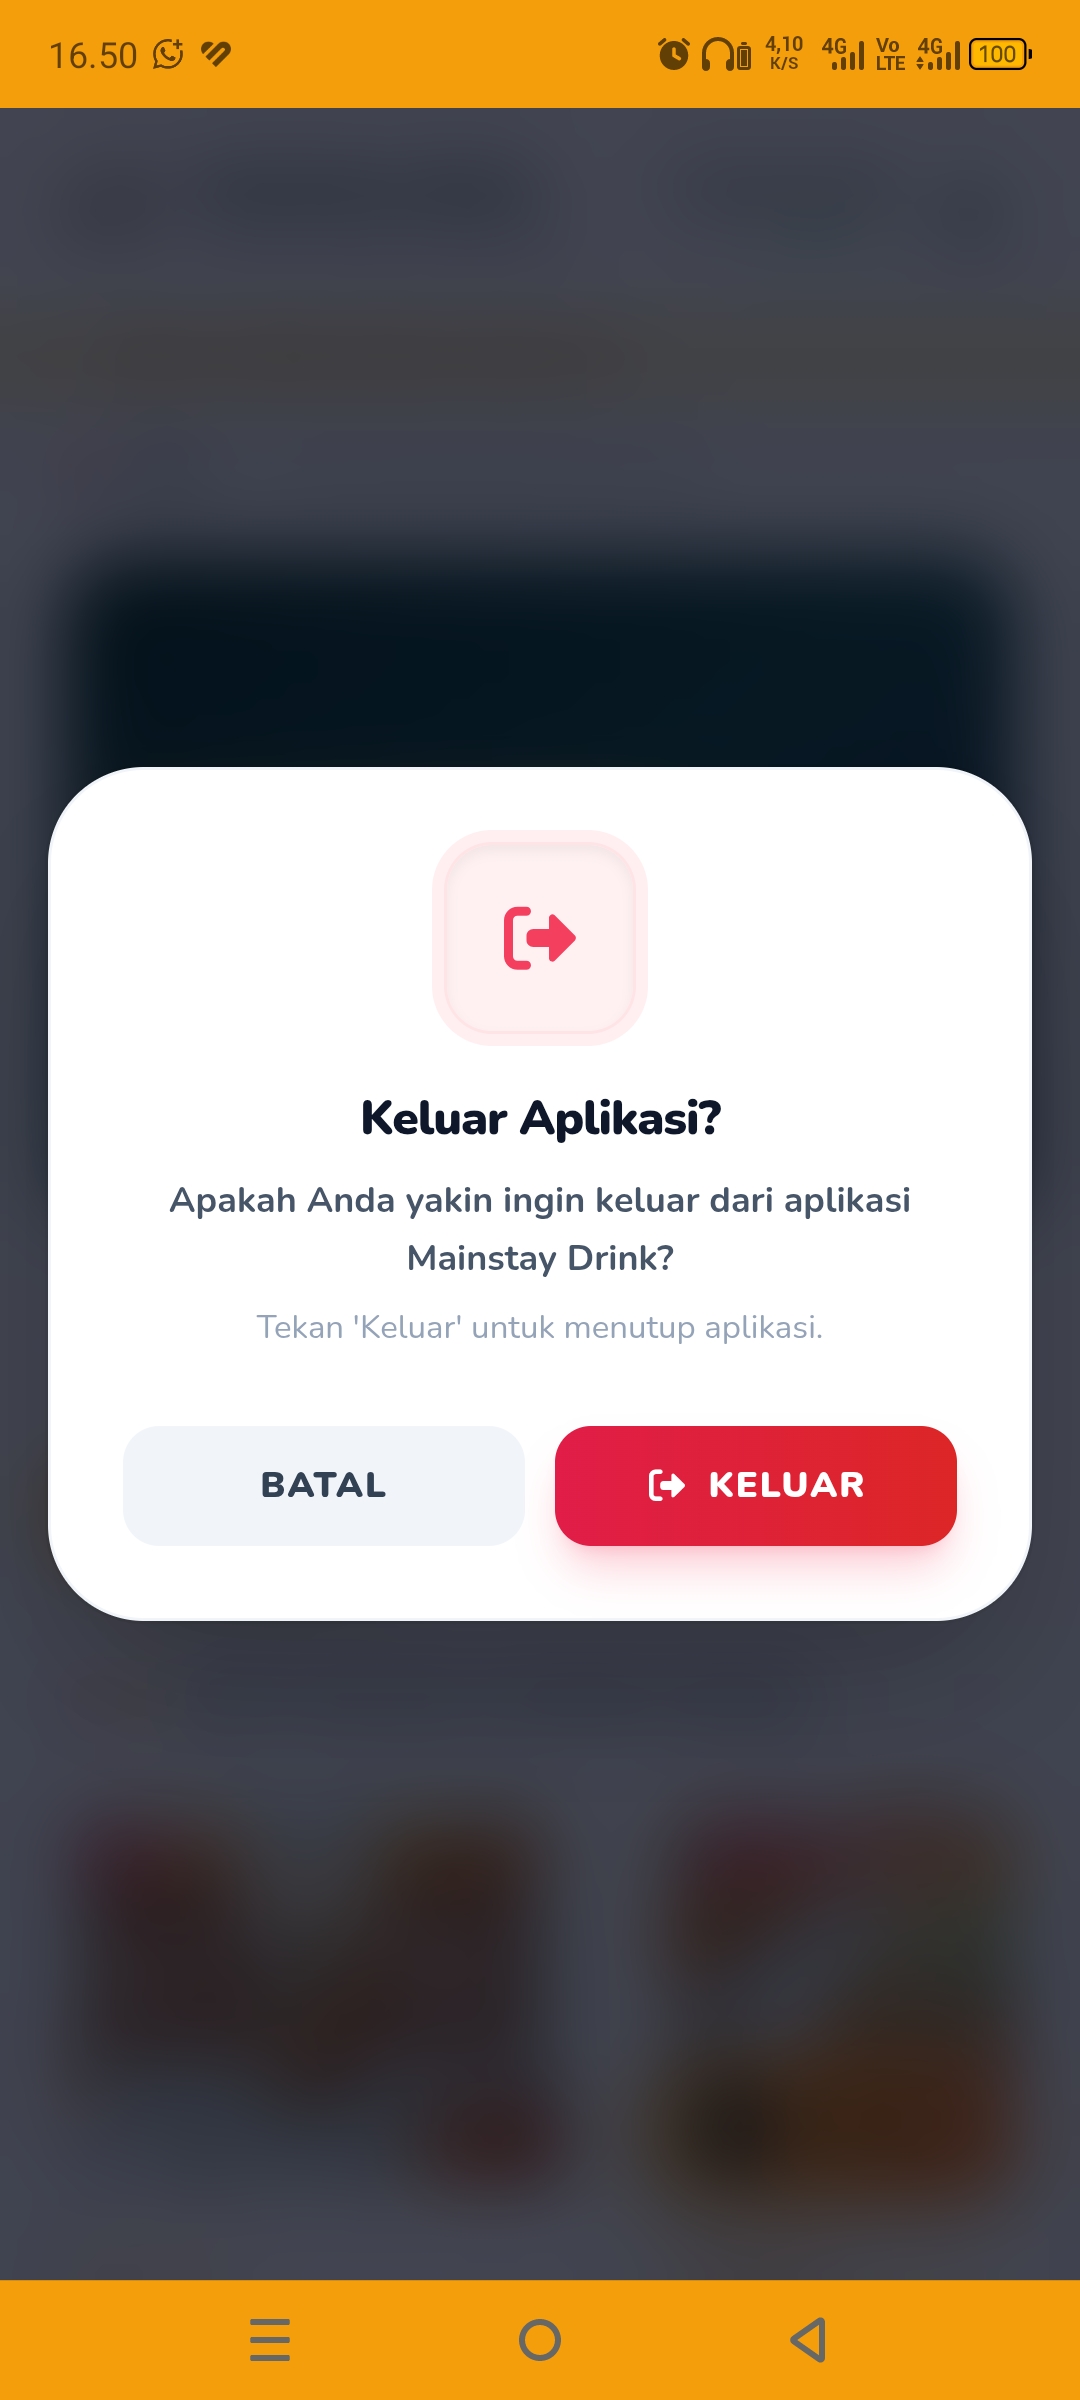 16.50
4,10
K/S
4G
Vo
LTE
4G
100
Keluar Aplikasi?
Apakah Anda yakin ingin keluar dari aplikasi
Mainstay Drink?
Tekan 'Keluar' untuk menutup aplikasi.
BATAL
KELUAR